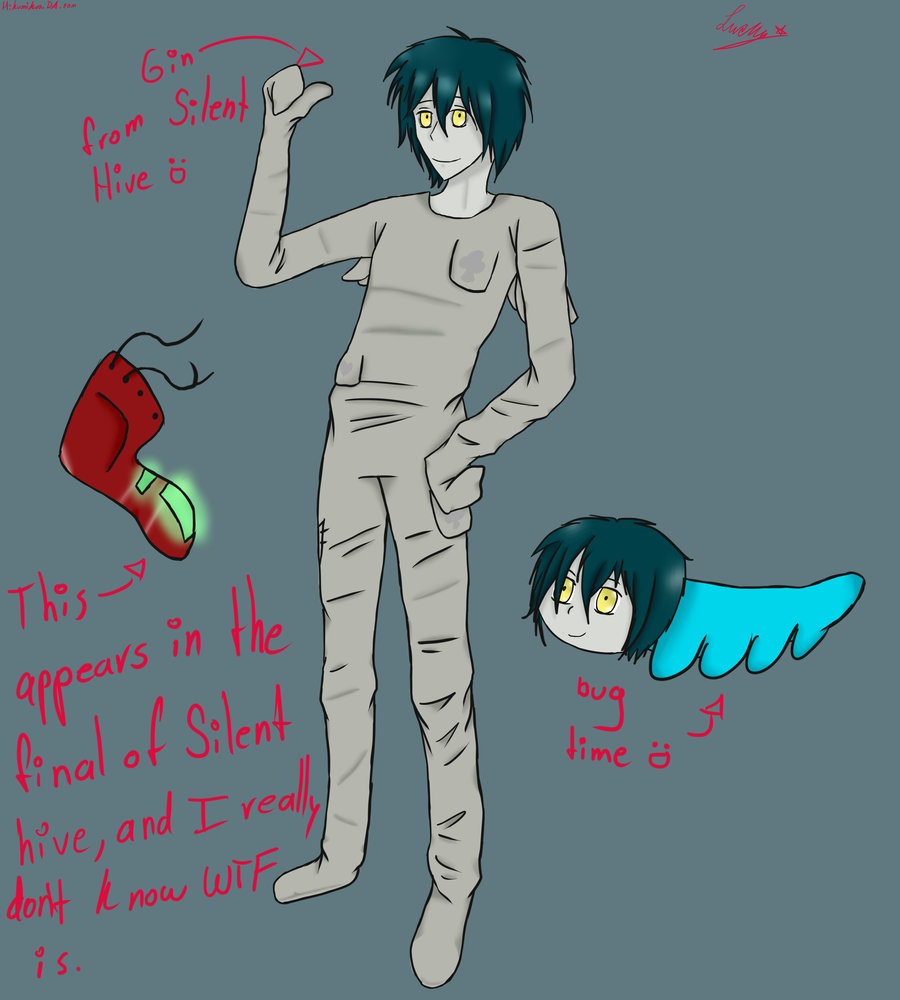 Gin
from Silent
Hive Ü
This
appears in the
final of Silent
hive, and I really
don't know WTF
is.
bug
time Ü